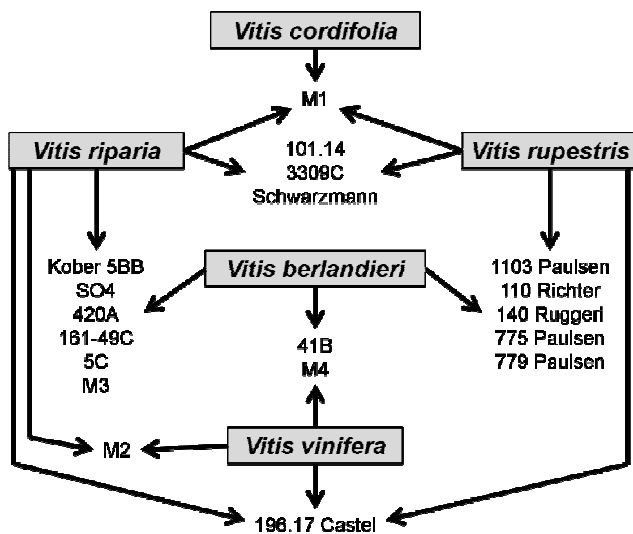 Vitis cordifolia
M1
Vitis riparia
101.14
3309C
Schwarzmann
Vitis rupestris
Kober 5BB
SO4
420A
161-49C
5C
M3
Vitis berlandieri
41B
M4
1103 Paulsen
110 Richter
140 Ruggeri
775 Paulsen
779 Paulsen
M2
Vitis vinifera
196.17 Castel